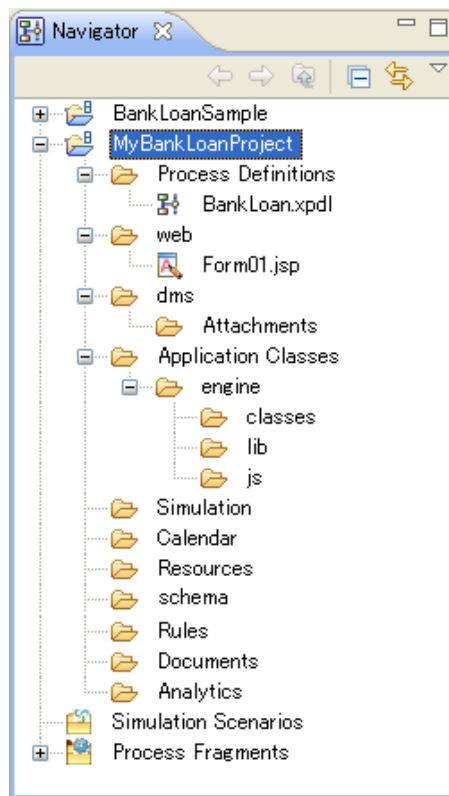 Navigator
BankLoanSample
MyBankLoanProject
Process Definitions
BankLoan.xpdl
web
Form01.jsp
dms
Attachments
Application Classes
engine
classes
lib
js
Simulation
Calendar
Resources
schema
Rules
Documents
Analytics
Simulation Scenarios
Process Fragments